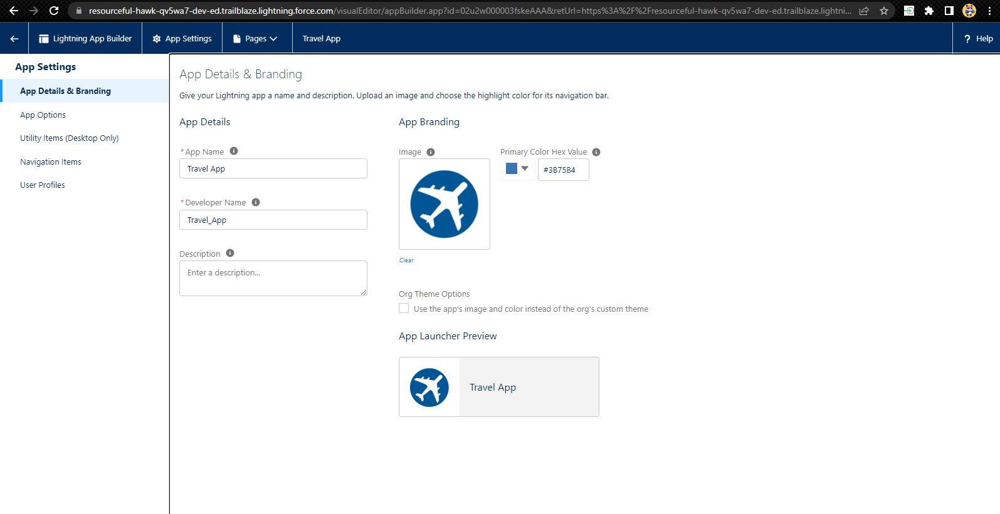 resourceful-hawk-qv5wa7-dev-ed.trailblaze.lightning.force.com/visualEditor/appBuilder.app?id=02u2w000003fskeAAA&retUrl=https%3A%2F%2Fresourceful-hawk-qv5wa7-dev-ed.trailblaze.lightni...
Lightning App Builder
App Settings
Pages
Travel App
? Help
App Settings
App Details & Branding
App Options
Utility Items (Desktop Only)
Navigation Items
User Profiles
App Details & Branding
Give your Lightning app a name and description. Upload an image and choose the highlight color for its navigation bar.
App Details
*App Name
Travel App
*Developer Name
Travel_App
Description
Enter a description...
App Branding
Image
Clear
Primary Color Hex Value
#3B75B4
Org Theme Options
Use the app's image and color instead of the org's custom theme
App Launcher Preview
Travel App